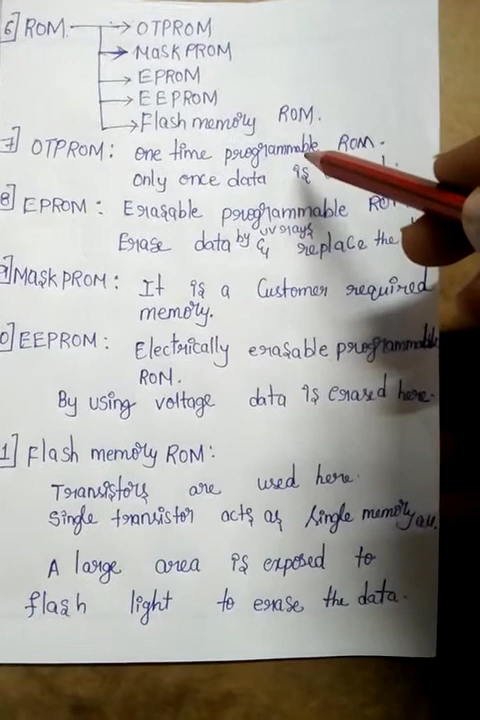 6] ROM → OTPROM
→ MaSk PROM
→ EPROM
→ EEPROM
→ Flash memory ROM.
7] OTPROM: one time programmable ROM.
only once data is
8] EPROM: Erasable programmable ROM
Erase data by UV rays & replace the
9] MaSk PROM: It is a Customer required
memory.
0] EEPROM: Electrically erasable programmable
ROM.
By using voltage data is erased here.
1] Flash memory ROM:
Transistors are used here.
Single transistor acts as single memory
A large area is exposed to
flash light to erase the data.